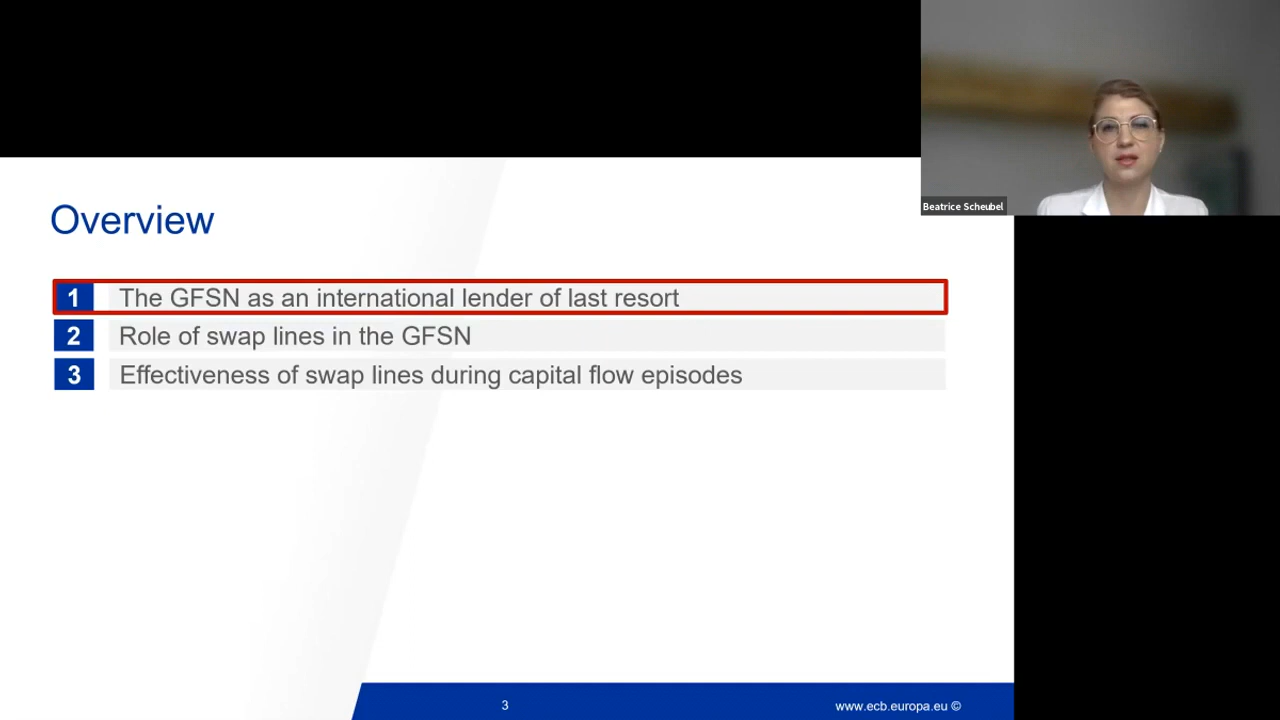 Beatrice Scheubel
Overview
1 The GFSN as an international lender of last resort
2 Role of swap lines in the GFSN
3 Effectiveness of swap lines during capital flow episodes
3
www.ecb.europa.eu ©